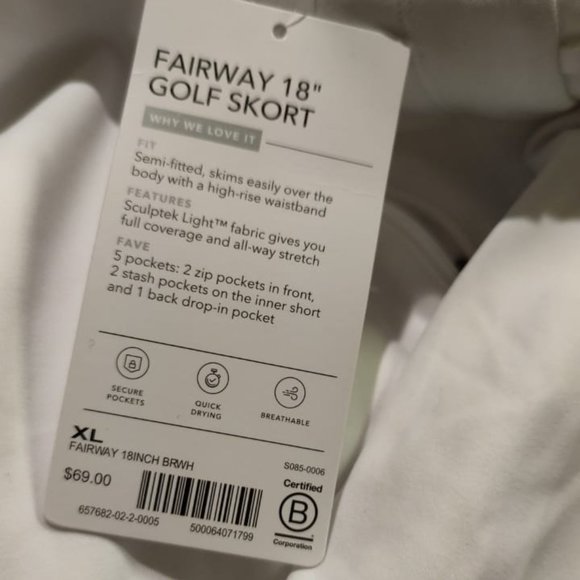 FAIRWAY 18"
GOLF SKORT
WHY WE LOVE IT
FIT
Semi-fitted, skims easily over the
body with a high-rise waistband
FEATURES
Sculptek Light™ fabric gives you
full coverage and all-way stretch
FAVE
5 pockets: 2 zip pockets in front,
2 stash pockets on the inner short
and 1 back drop-in pocket
SECURE
POCKETS
QUICK
DRYING
BREATHABLE
XL
FAIRWAY 18INCH BRWH
S085-0006
$69.00
657682-02-2-0005
500064071799
Certified
B
Corporation